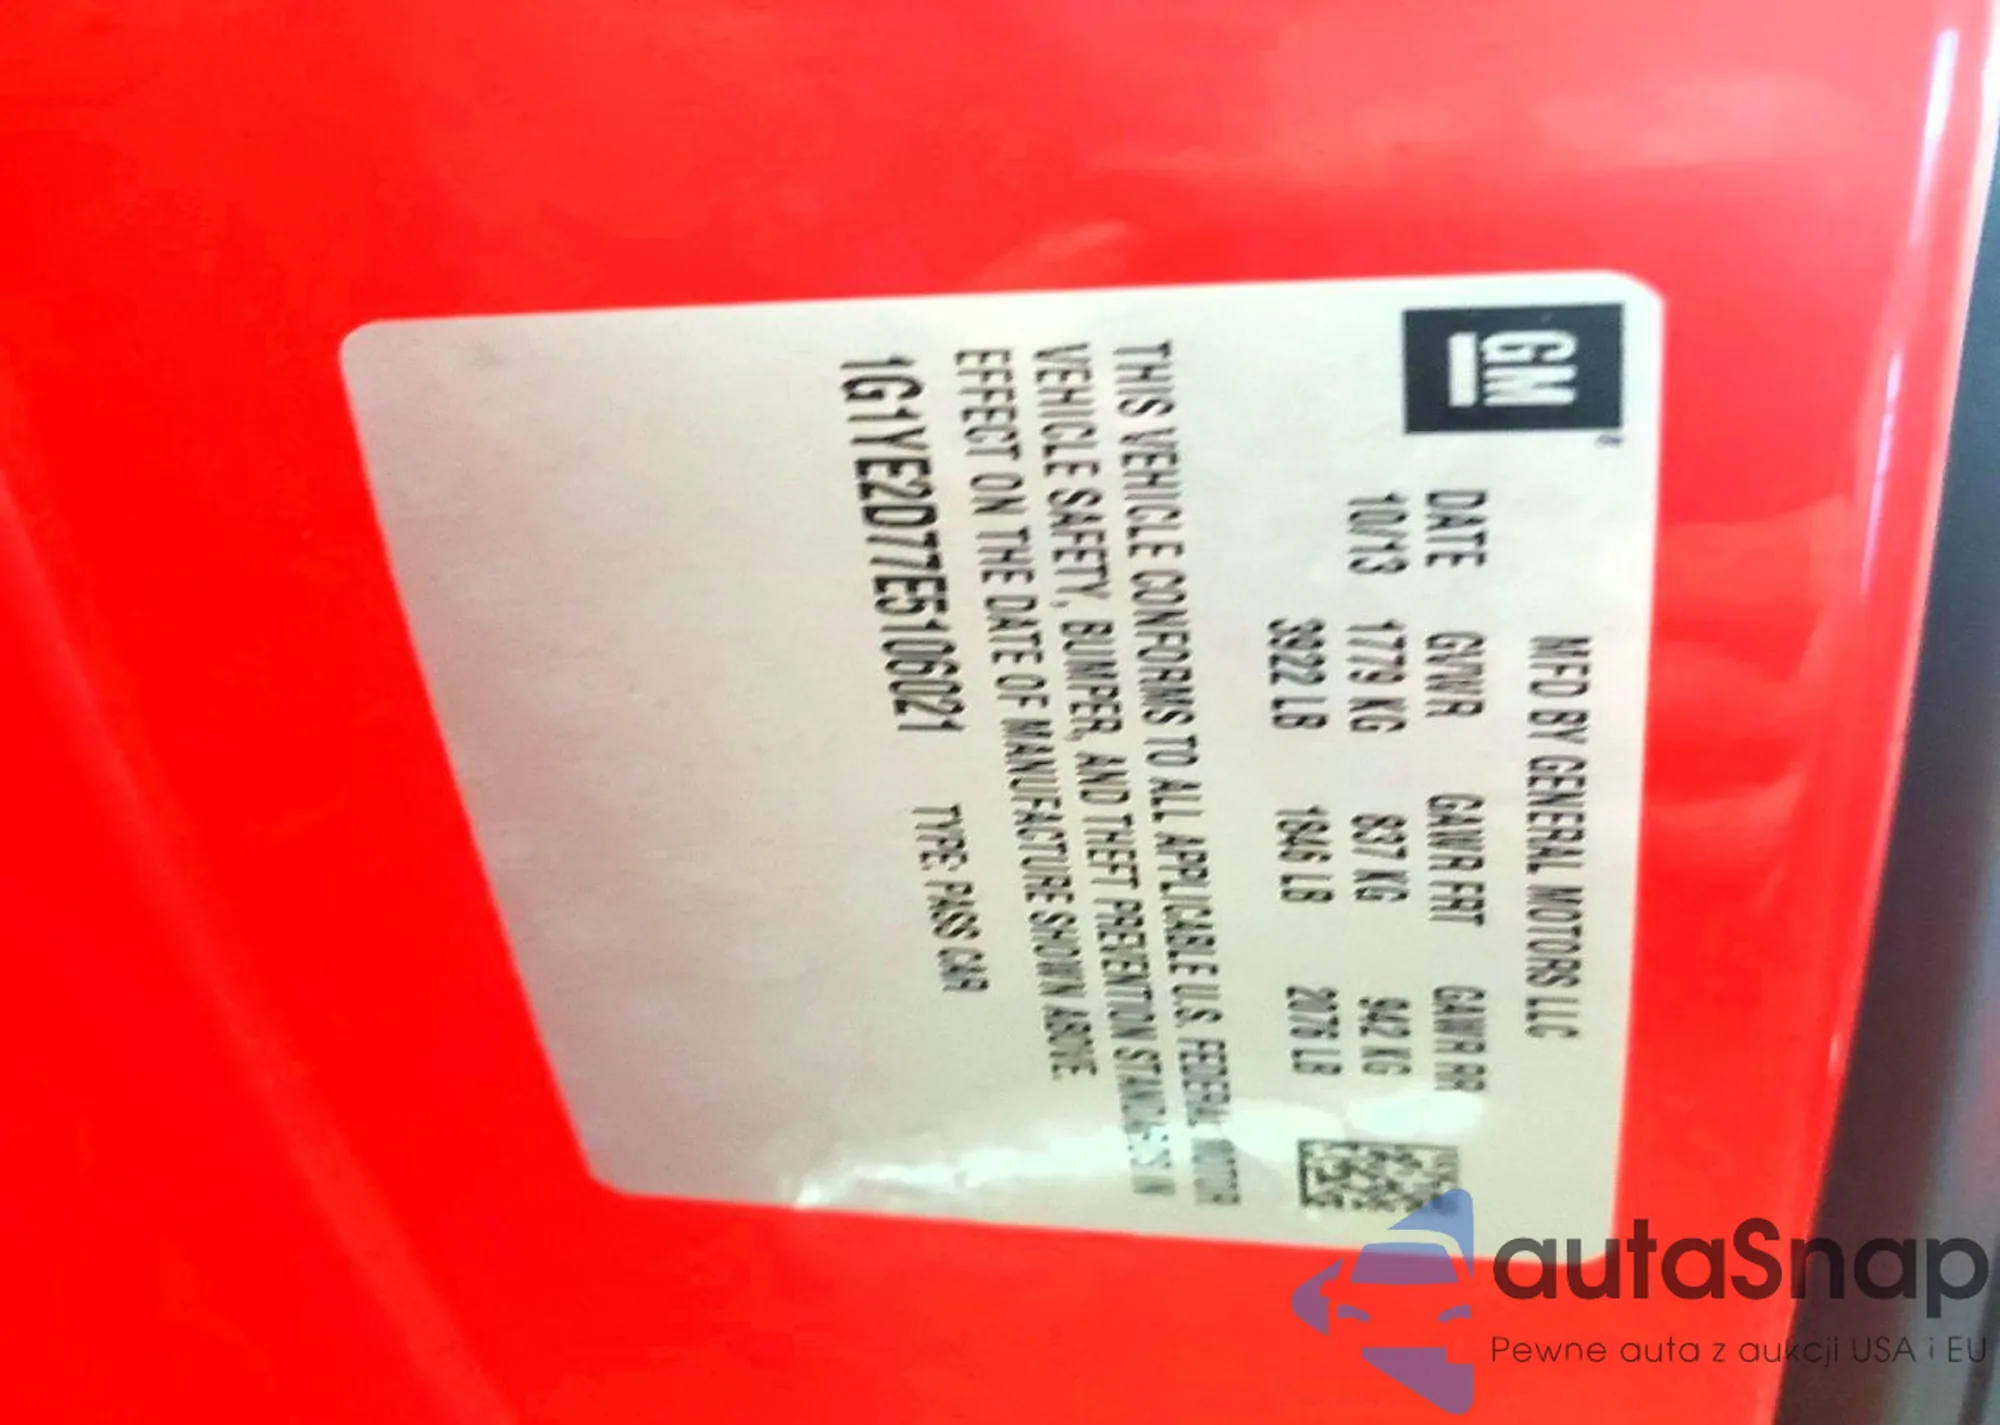 GM®
MFD BY GENERAL MOTORS LLC
DATE GVWR GAWR FRT GAWR RR
10/13 1779 KG 837 KG 942 KG
3922 LB 1846 LB 2076 LB
THIS VEHICLE CONFORMS TO ALL APPLICABLE U.S. FEDERAL MOTOR
VEHICLE SAFETY, BUMPER, AND THEFT PREVENTION STANDARDS IN
EFFECT ON THE DATE OF MANUFACTURE SHOWN ABOVE.
1G1YE2D77E5106021 TYPE: PASS CAR
autaSnap
Pewne auta z aukcji USA i EU